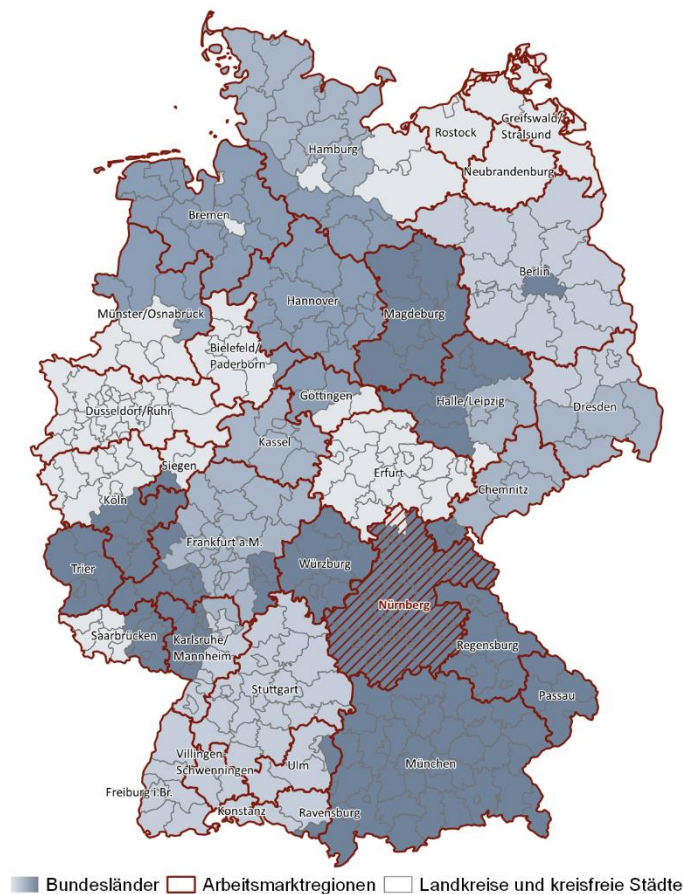 Greifswald/
Stralsund
Rostock
Hamburg
Neubrandenburg
Bremen
Berlin
Hannover
Münster/Osnabrück
Magdeburg
Bielefeld/
Paderborn
Göttingen
Halle/Leipzig
Düsseldorf/Ruhr
Dresden
Kassel
Siegen
Erfurt
Köln
Chemnitz
Frankfurt a.M.
Trier
Würzburg
Nürnberg
Saarbrücken
Karlsruhe/
Mannheim
Regensburg
Stuttgart
Passau
Villingen
Schwenningen
Ulm
München
Freiburg i.Br.
Konstanz
Ravensburg
Bundesländer
Arbeitsmarktregionen
Landkreise und kreisfreie Städte